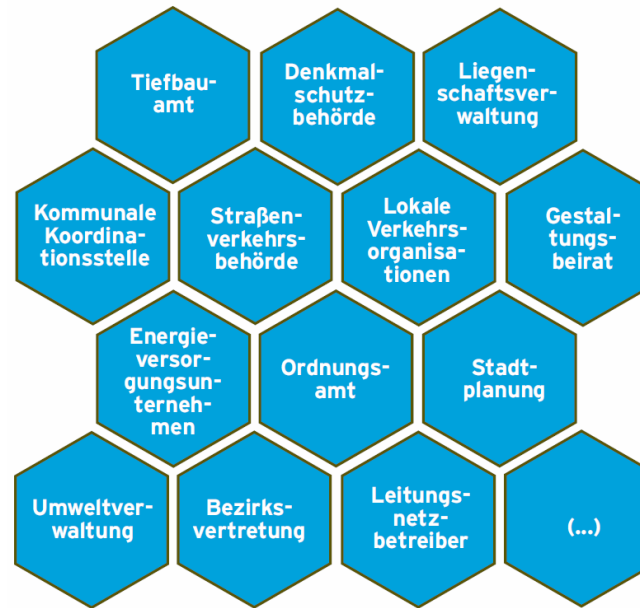 Tiefbau-
amt
Denkmal-
schutz-
behörde
Liegen-
schaftsver-
waltung
Kommunale
Koordina-
tionsstelle
Straßen-
verkehrs-
behörde
Lokale
Verkehrs-
organisa-
tionen
Gestal-
tungs-
beirat
Energie-
versor-
gungsun-
terneh-
men
Ordnungs-
amt
Stadt-
planung
Umweltver-
waltung
Bezirks-
vertretung
Leitungs-
netz-
betreiber
(...)